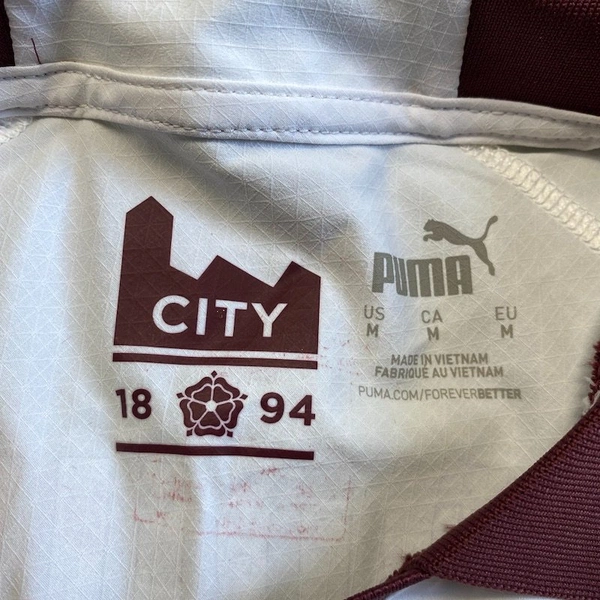 CITY
18 94
PUMA
US CA EU
M M M
MADE IN VIETNAM
FABRIQUÉ AU VIETNAM
PUMA.COM/FOREVERBETTER